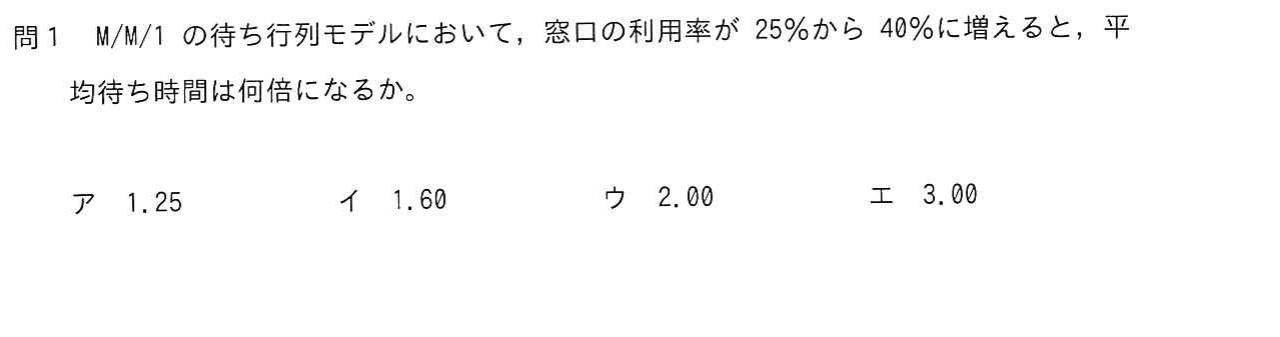 問1 M/M/1 の待ち行列モデルにおいて，窓口の利用率が 25%から 40%に増えると，平
均待ち時間は何倍になるか。
ア 1.25 イ 1.60 ウ 2.00 エ 3.00